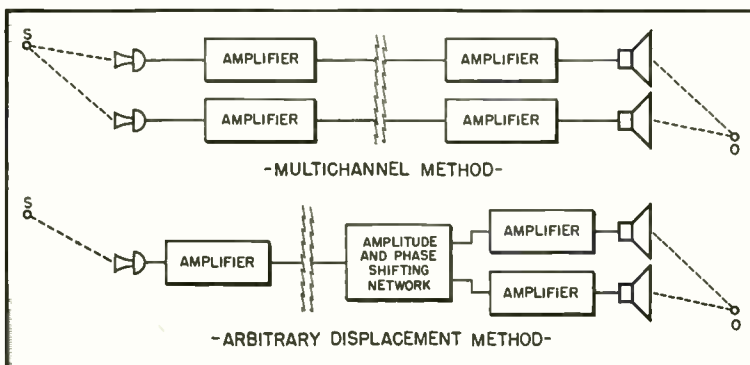 S
AMPLIFIER
AMPLIFIER
AMPLIFIER
AMPLIFIER
O
-MULTICHANNEL METHOD-
S
AMPLIFIER
AMPLITUDE
AND PHASE
SHIFTING
NETWORK
AMPLIFIER
AMPLIFIER
O
-ARBITRARY DISPLACEMENT METHOD-